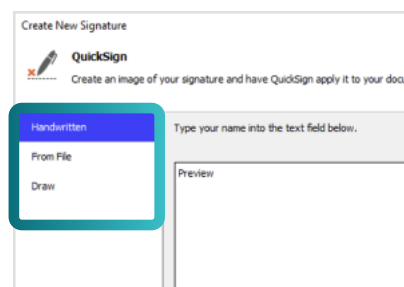 Create New Signature
QuickSign
Create an image of your signature and have QuickSign apply it to your
Handwritten
Type your name into the text field below.
From File
Preview
Draw